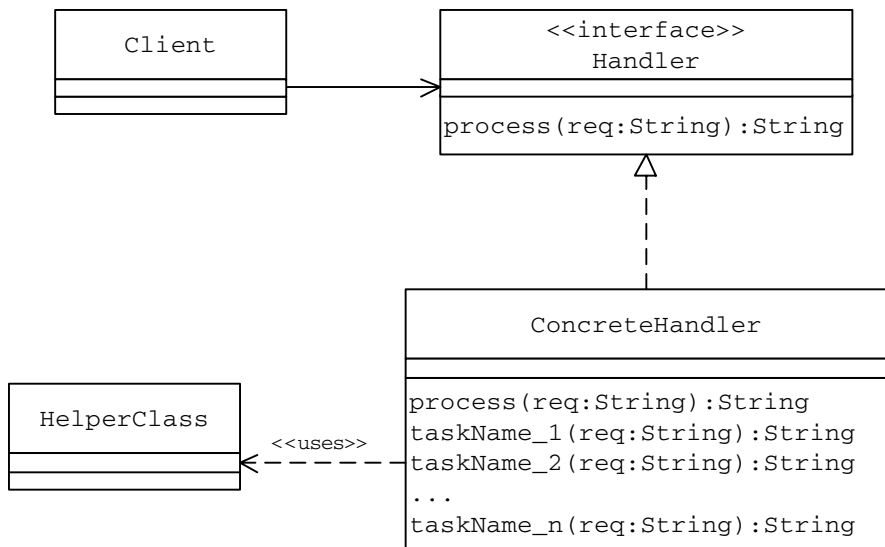 Client
<<interface>>
Handler
process(req:String):String
ConcreteHandler
process(req:String):String
taskName_1(req:String):String
taskName_2(req:String):String
...
taskName_n(req:String):String
HelperClass
<<uses>>